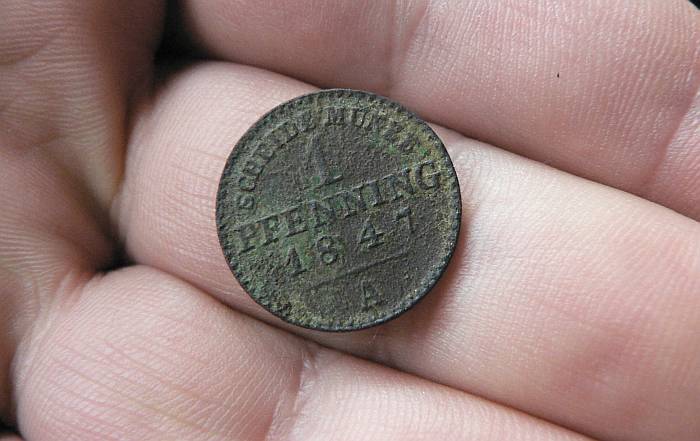 SCHEIDE MÜNZE
1
PFENNING
1847
A